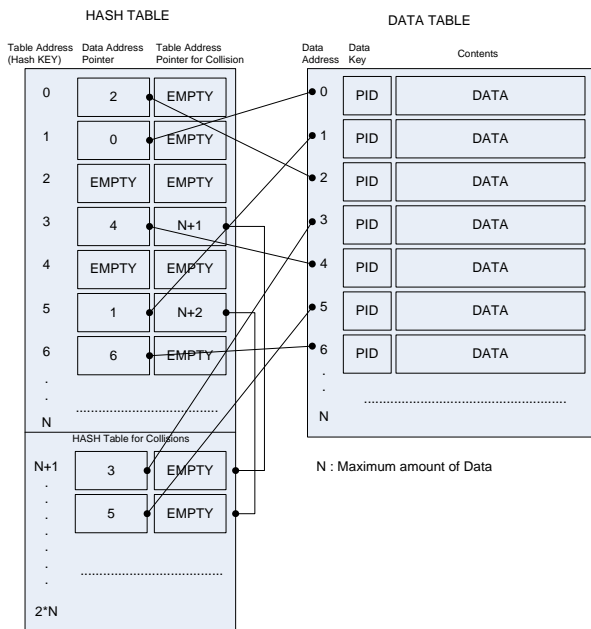 HASH TABLE
DATA TABLE
Table Address (Hash KEY)
Data Address Pointer
Table Address Pointer for Collision
Data Address
Data Key
Contents
0 2 EMPTY
1 0 EMPTY
2 EMPTY EMPTY
3 4 N+1
4 EMPTY EMPTY
5 1 N+2
6 6 EMPTY
.
.
N
HASH Table for Collisions
N+1 3 EMPTY
5 EMPTY
2*N
0 PID DATA
1 PID DATA
2 PID DATA
3 PID DATA
4 PID DATA
5 PID DATA
6 PID DATA
.
.
N
N : Maximum amount of Data